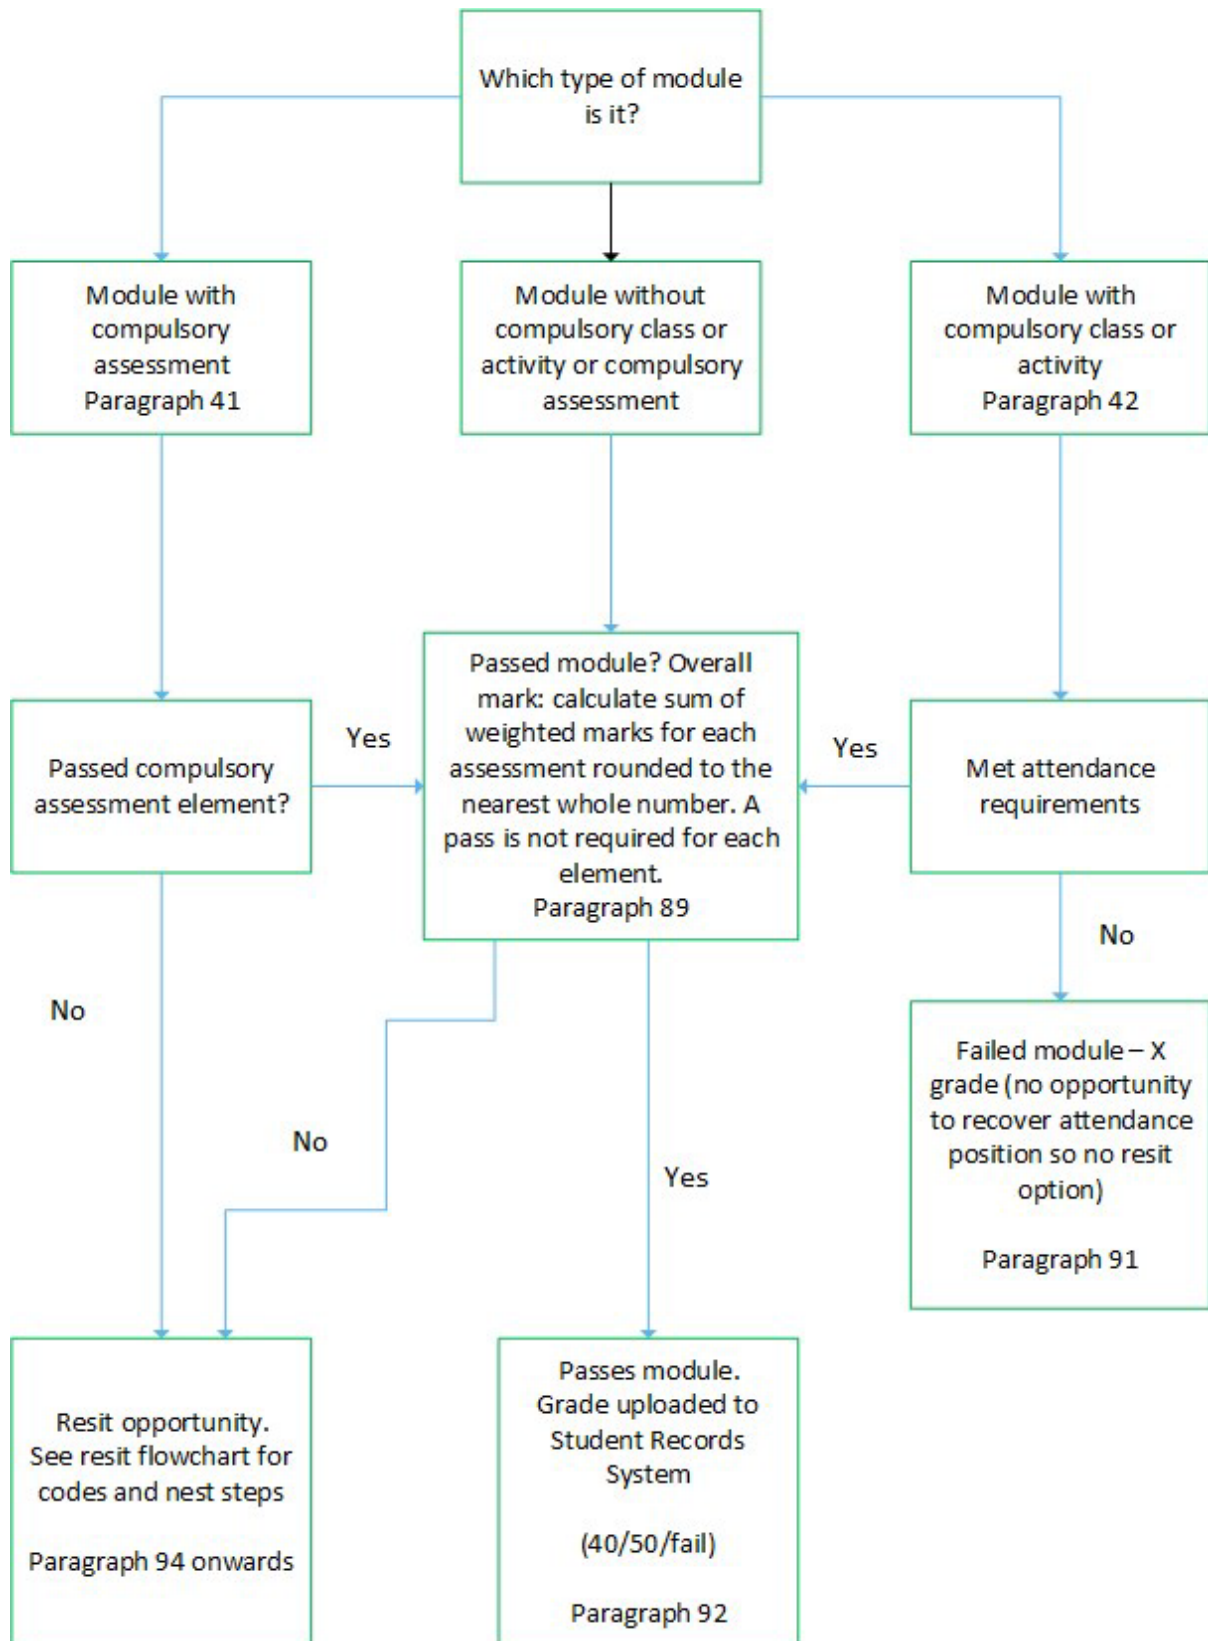 Which type of module
is it?
Module with
compulsory
assessment
Paragraph 41
Module without
compulsory class or
activity or compulsory
assessment
Module with
compulsory class or
activity
Paragraph 42
Passed compulsory
assessment element?
Yes
Passed module? Overall
mark: calculate sum of
weighted marks for each
assessment rounded to the
nearest whole number. A
pass is not required for each
element.
Paragraph 89
Yes
Met attendance
requirements
No
No
Yes
No
Failed module – X
grade (no opportunity
to recover attendance
position so no resit
option)
Paragraph 91
Resit opportunity.
See resit flowchart for
codes and nest steps
Paragraph 94 onwards
Passes module.
Grade uploaded to
Student Records
System
(40/50/fail)
Paragraph 92